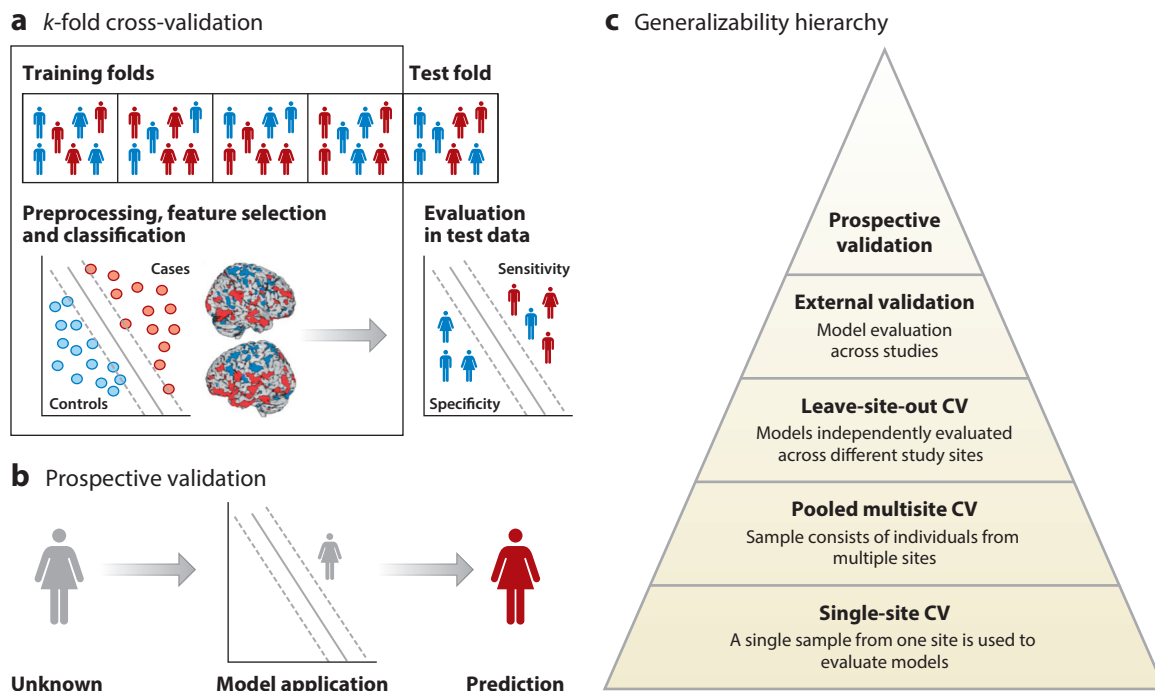 a k-fold cross-validation
Training folds
Test fold
Preprocessing, feature selection
and classification
Evaluation
in test data
Cases
Controls
Sensitivity
Specificity
b Prospective validation
Unknown
Model application
Prediction
c Generalizability hierarchy
Prospective
validation
External validation
Model evaluation
across studies
Leave-site-out CV
Models independently evaluated
across different study sites
Pooled multisite CV
Sample consists of individuals from
multiple sites
Single-site CV
A single sample from one site is used to
evaluate models